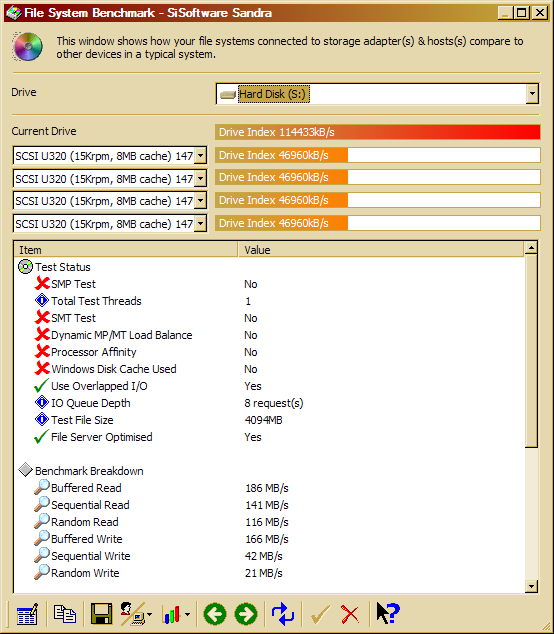 File System Benchmark - SiSoftware Sandra
This window shows how your file systems connected to storage adapter(s) & hosts(s) compare to
other devices in a typical system.
Drive
Hard Disk (S:)
Current Drive
Drive Index 114433kB/s
SCSI U320 (15Krpm, 8MB cache) 147
Drive Index 46960kB/s
SCSI U320 (15Krpm, 8MB cache) 147
Drive Index 46960kB/s
SCSI U320 (15Krpm, 8MB cache) 147
Drive Index 46960kB/s
SCSI U320 (15Krpm, 8MB cache) 147
Drive Index 46960kB/s
Item Value
Test Status
SMP Test No
Total Test Threads 1
SMT Test No
Dynamic MP/MT Load Balance No
Processor Affinity No
Windows Disk Cache Used No
Use Overlapped I/O Yes
IO Queue Depth 8 request(s)
Test File Size 4094MB
File Server Optimised Yes
Benchmark Breakdown
Buffered Read 186 MB/s
Sequential Read 141 MB/s
Random Read 116 MB/s
Buffered Write 166 MB/s
Sequential Write 42 MB/s
Random Write 21 MB/s